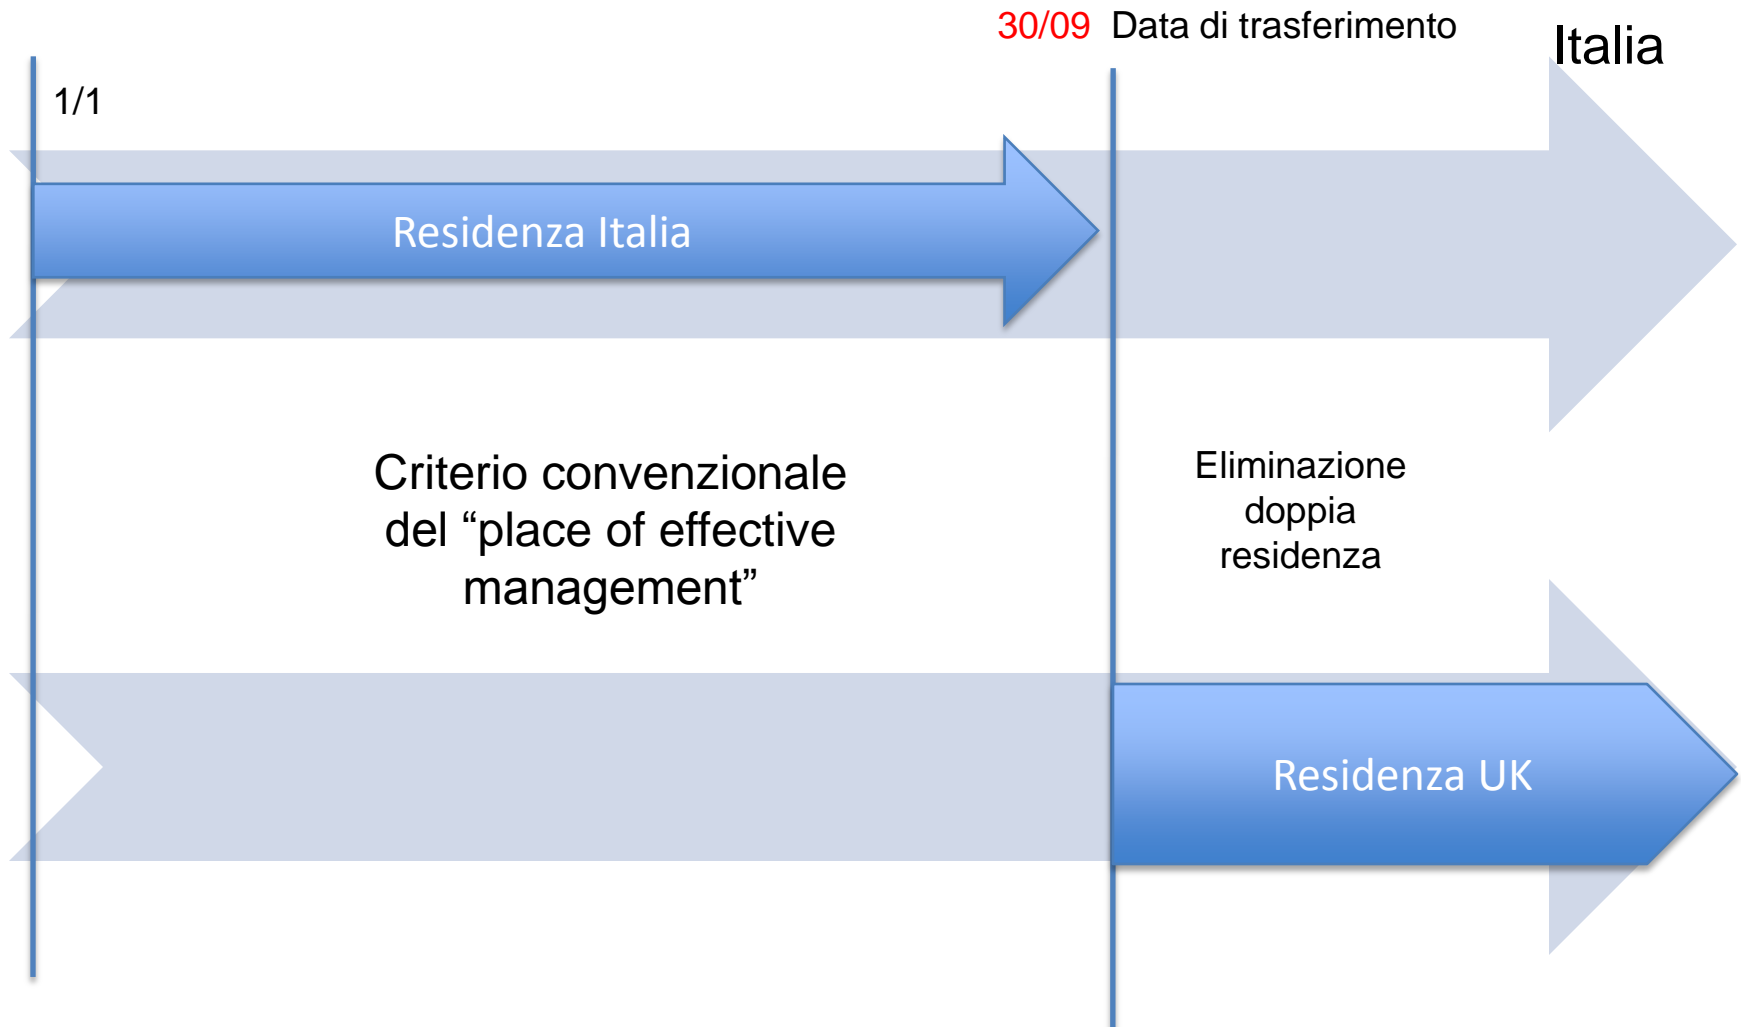 30/09 Data di trasferimento
Italia
1/1
Residenza Italia
Criterio convenzionale
del “place of effective
management”
Eliminazione
doppia
residenza
Residenza UK